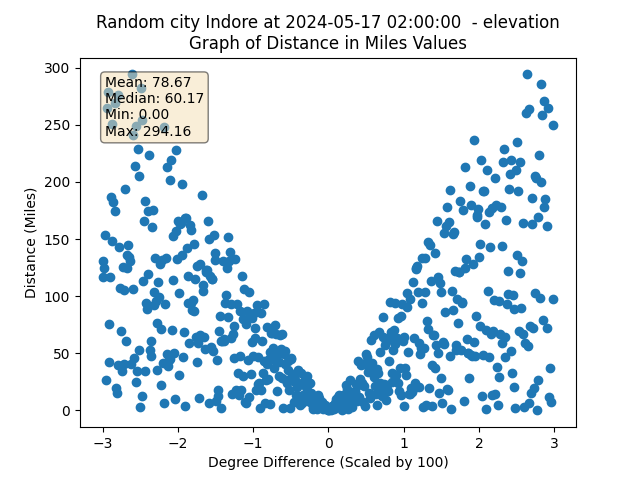 Random city Indore at 2024-05-17 02:00:00  - elevation
Graph of Distance in Miles Values
300
Mean: 78.67
Median: 60.17
Min: 0.00
Max: 294.16
250
200
150
100
50
0
Distance (Miles)
−3 −2 −1 0 1 2 3
Degree Difference (Scaled by 100)